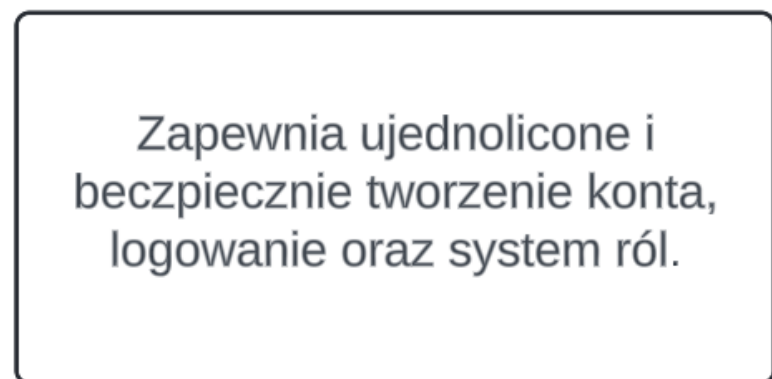 Zapewnia ujednolicone i
beczpiecznie tworzenie konta,
logowanie oraz system ról.